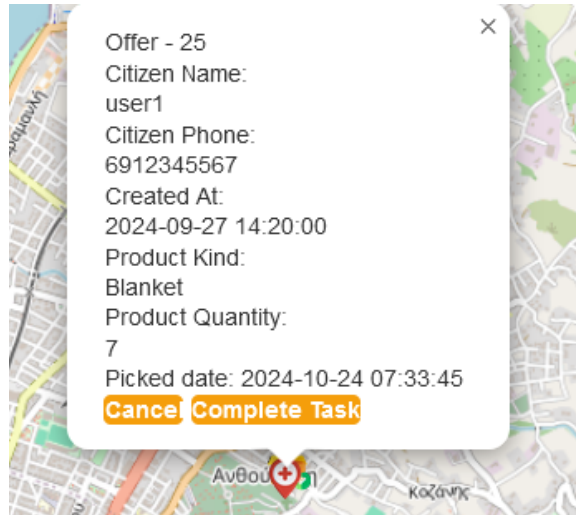 Offer - 25
Citizen Name:
user1
Citizen Phone:
6912345567
Created At:
2024-09-27 14:20:00
Product Kind:
Blanket
Product Quantity:
7
Picked date: 2024-10-24 07:33:45
Cancel Complete Task
Κοζάνης